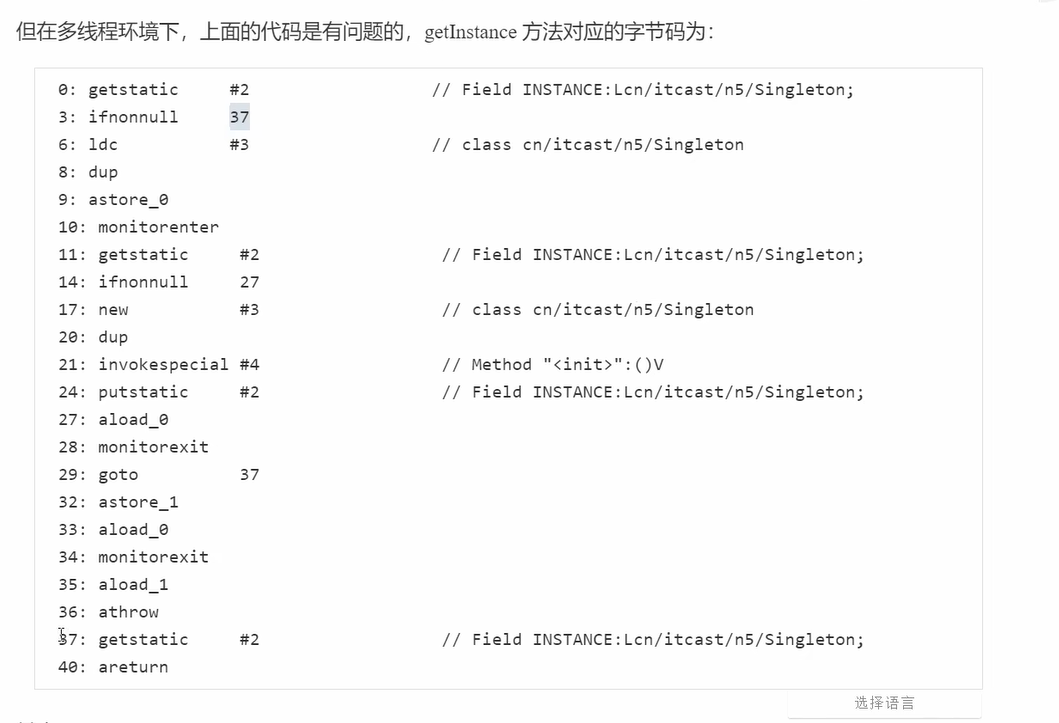 但在多线程环境下，上面的代码是有问题的，getInstance 方法对应的字节码为：
0: getstatic #2 // Field INSTANCE:Lcn/itcast/n5/Singleton;
3: ifnonnull 37
6: ldc #3 // class cn/itcast/n5/Singleton
8: dup
9: astore_0
10: monitorenter
11: getstatic #2 // Field INSTANCE:Lcn/itcast/n5/Singleton;
14: ifnonnull 27
17: new #3 // class cn/itcast/n5/Singleton
20: dup
21: invokespecial #4 // Method "<init>":()V
24: putstatic #2 // Field INSTANCE:Lcn/itcast/n5/Singleton;
27: aload_0
28: monitorexit
29: goto 37
32: astore_1
33: aload_0
34: monitorexit
35: aload_1
36: athrow
37: getstatic #2 // Field INSTANCE:Lcn/itcast/n5/Singleton;
40: areturn
选择语言